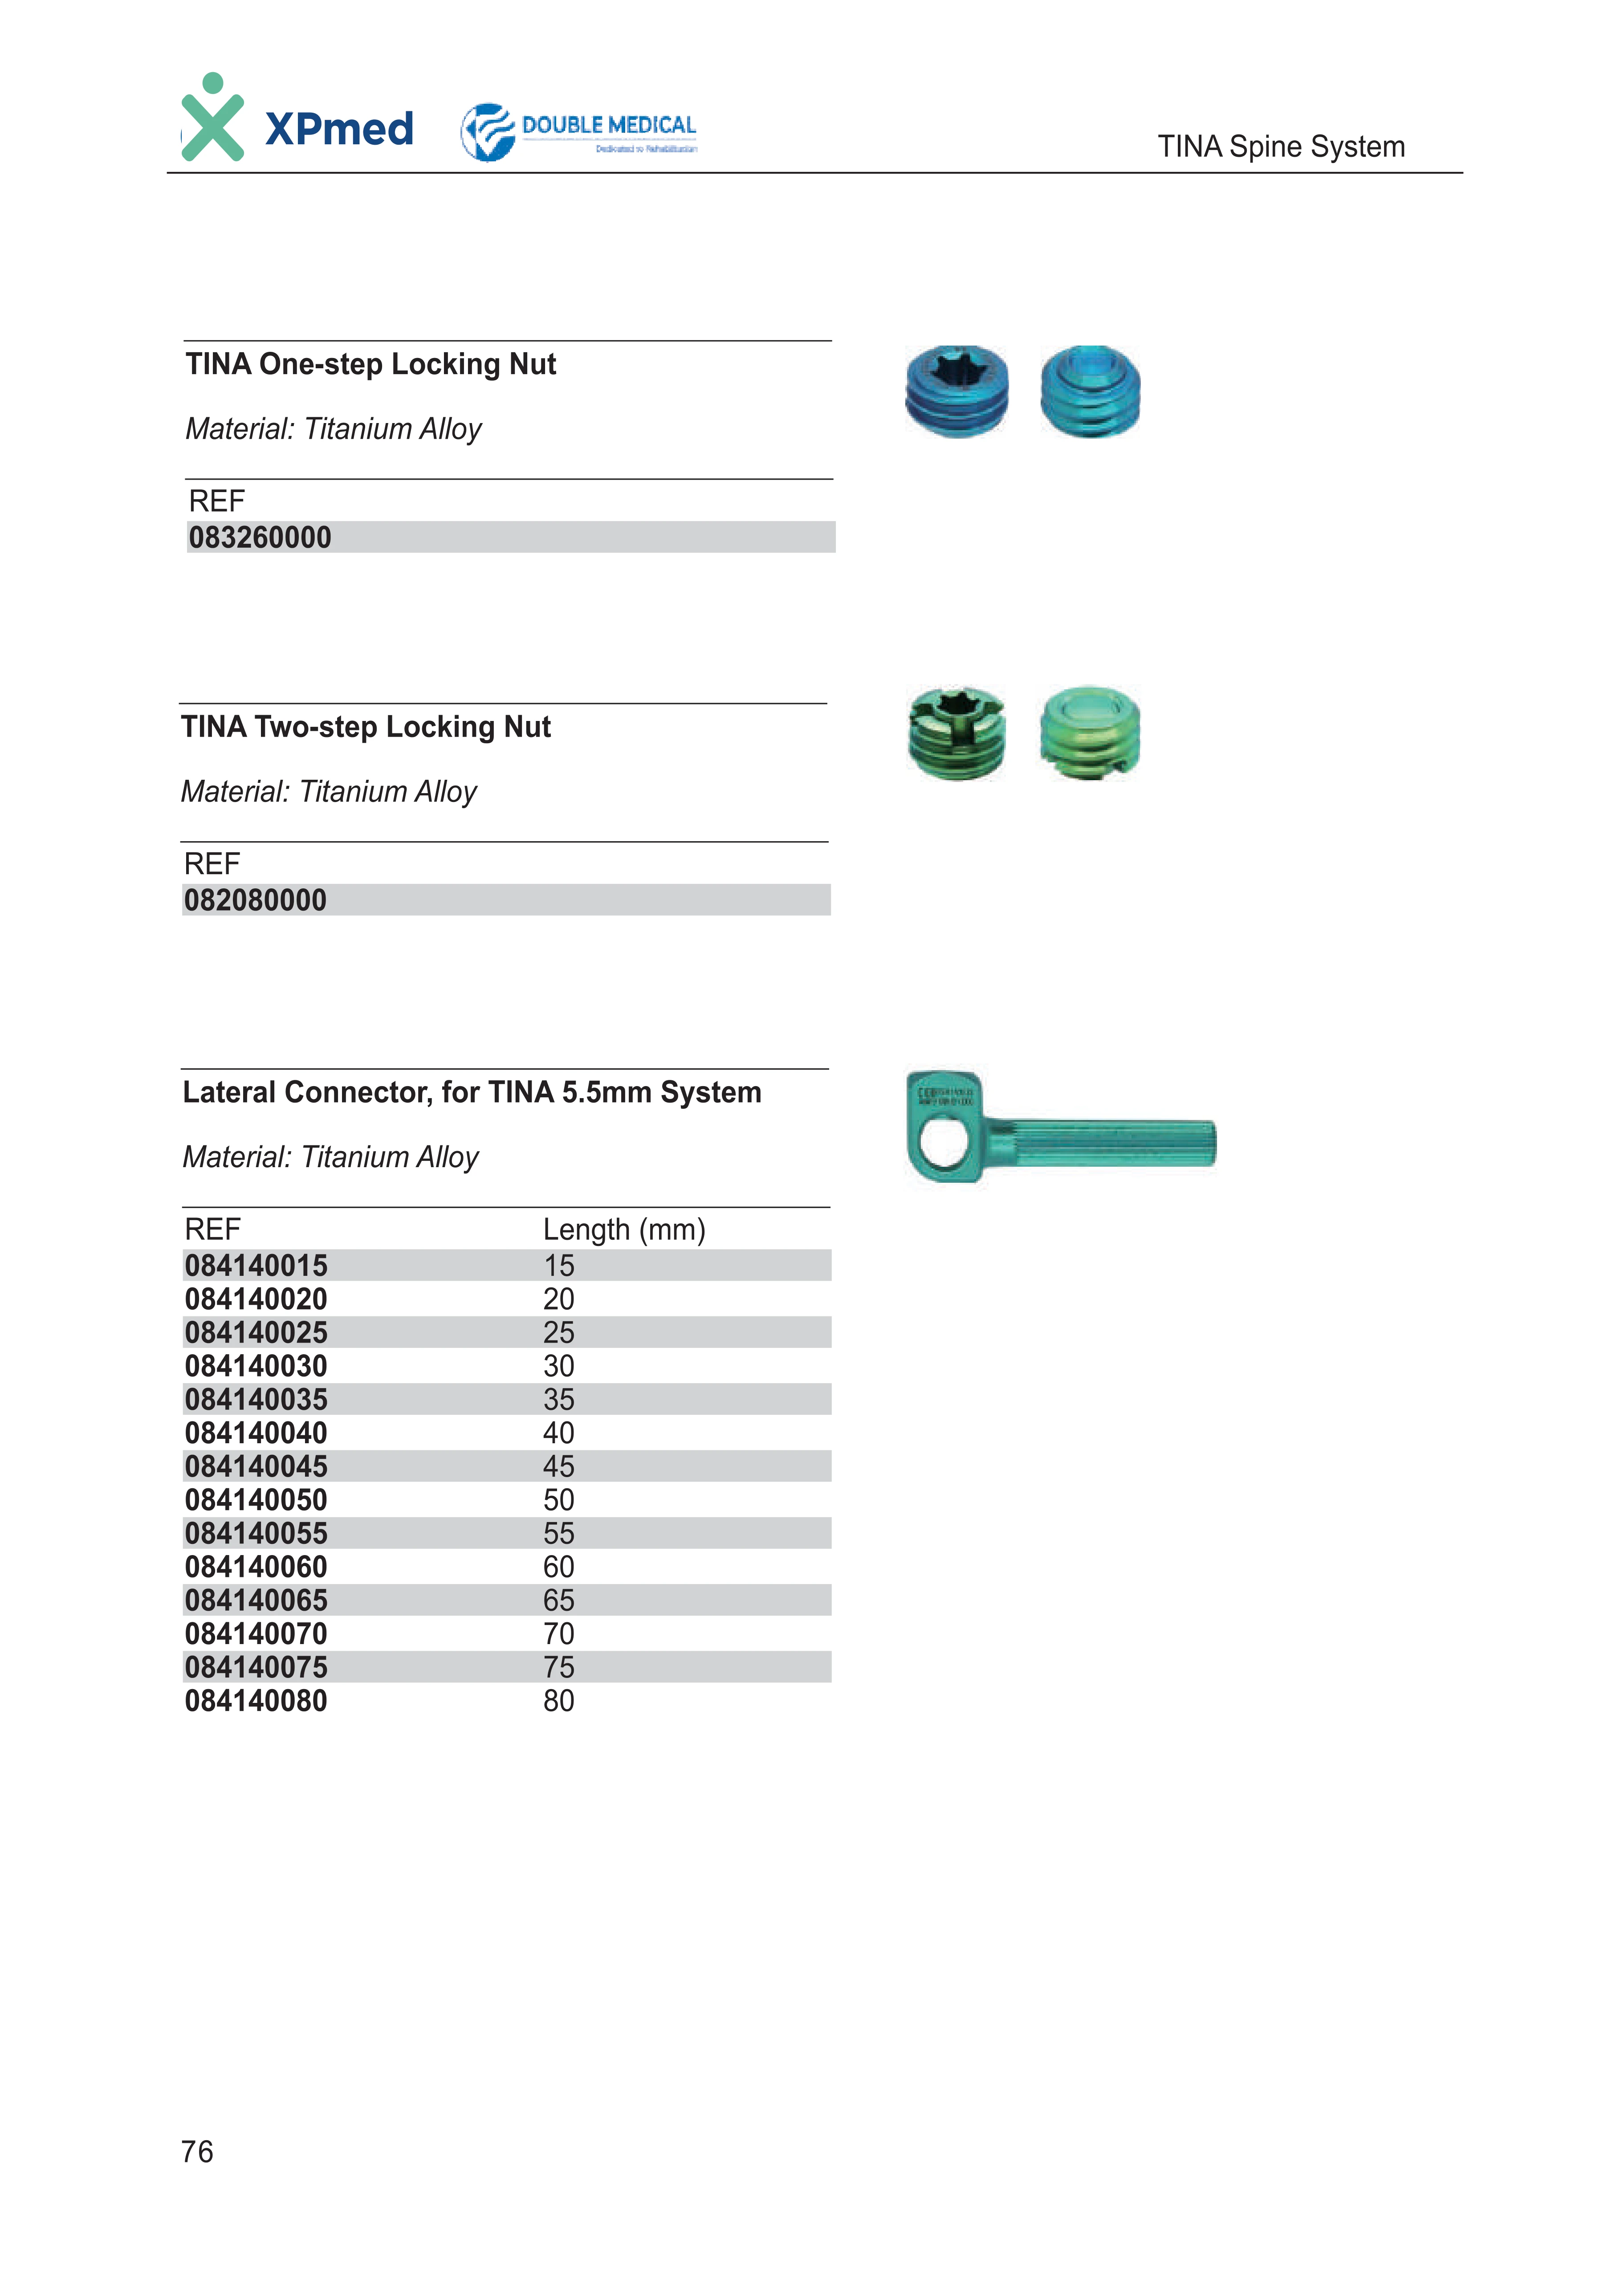 XPmed
DOUBLE MEDICAL
Dedicated to Rehabilitation
TINA Spine System
TINA One-step Locking Nut
Material: Titanium Alloy
REF
083260000
TINA Two-step Locking Nut
Material: Titanium Alloy
REF
082080000
Lateral Connector, for TINA 5.5mm System
Material: Titanium Alloy
REF Length (mm)
084140015 15
084140020 20
084140025 25
084140030 30
084140035 35
084140040 40
084140045 45
084140050 50
084140055 55
084140060 60
084140065 65
084140070 70
084140075 75
084140080 80
76